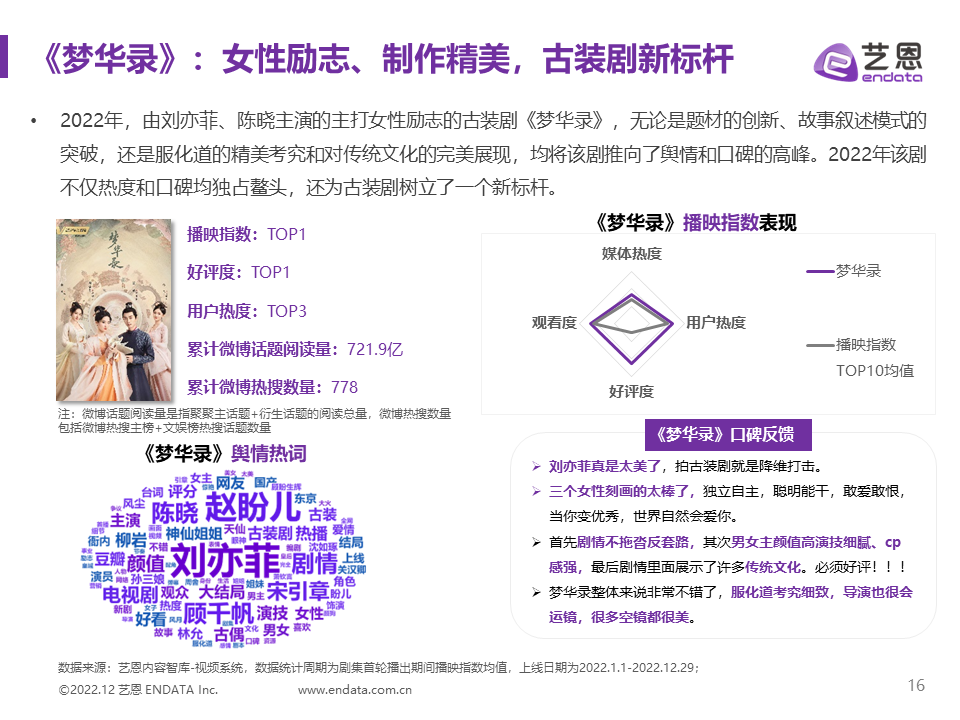 《梦华录》：女性励志、制作精美，古装剧新标杆
艺恩
endata
• 2022年，由刘亦菲、陈晓主演的主打女性励志的古装剧《梦华录》，无论是题材的创新、故事叙述模式的
突破，还是服化道的精美考究和对传统文化的完美展现，均将该剧推向了舆情和口碑的高峰。2022年该剧
不仅热度和口碑均独占鳌头，还为古装剧树立了一个新标杆。
梦华录
播映指数：TOP1
好评度：TOP1
用户热度：TOP3
累计微博话题阅读量：721.9亿
累计微博热搜数量：778
注：微博话题阅读量是指聚聚主话题+衍生话题的阅读总量，微博热搜数量
包括微博热搜主榜+文娱榜热搜话题数量
《梦华录》播映指数表现
媒体热度
用户热度
好评度
观看度
梦华录
播映指数
TOP10均值
《梦华录》舆情热词
女主 网友 国产
台词 评分 赵盼儿 东京
风尘 陈晓 古装
主演 神仙姐姐 天仙 古装剧 热播 爱情
衙内 柳岩 眼神 沈如琢 结局
豆瓣 颜值 不错 刘亦菲 剧情 上线
关汉卿
演员 孙三娘 姐妹 宋引章 角色
电视剧 观众 大结局 男主 盼儿
新剧 热度 顾千帆 演技 女性 饰演
好看 故事 林允 古偶 文化 男女 喜欢
服化道 口碑
《梦华录》口碑反馈
➢ 刘亦菲真是太美了，拍古装剧就是降维打击。
➢ 三个女性刻画的太棒了，独立自主，聪明能干，敢爱敢恨，
当你变优秀，世界自然会爱你。
➢ 首先剧情不拖沓反套路，其次男女主颜值高演技细腻、cp
感强，最后剧情里面展示了许多传统文化。必须好评！！！
➢ 梦华录整体来说非常不错了，服化道考究细致，导演也很会
运镜，很多空镜都很美。
数据来源：艺恩内容智库-视频系统，数据统计周期为剧集首轮播出期间播映指数均值，上线日期为2022.1.1-2022.12.29；
©2022.12 艺恩 ENDATA Inc.
www.endata.com.cn
16